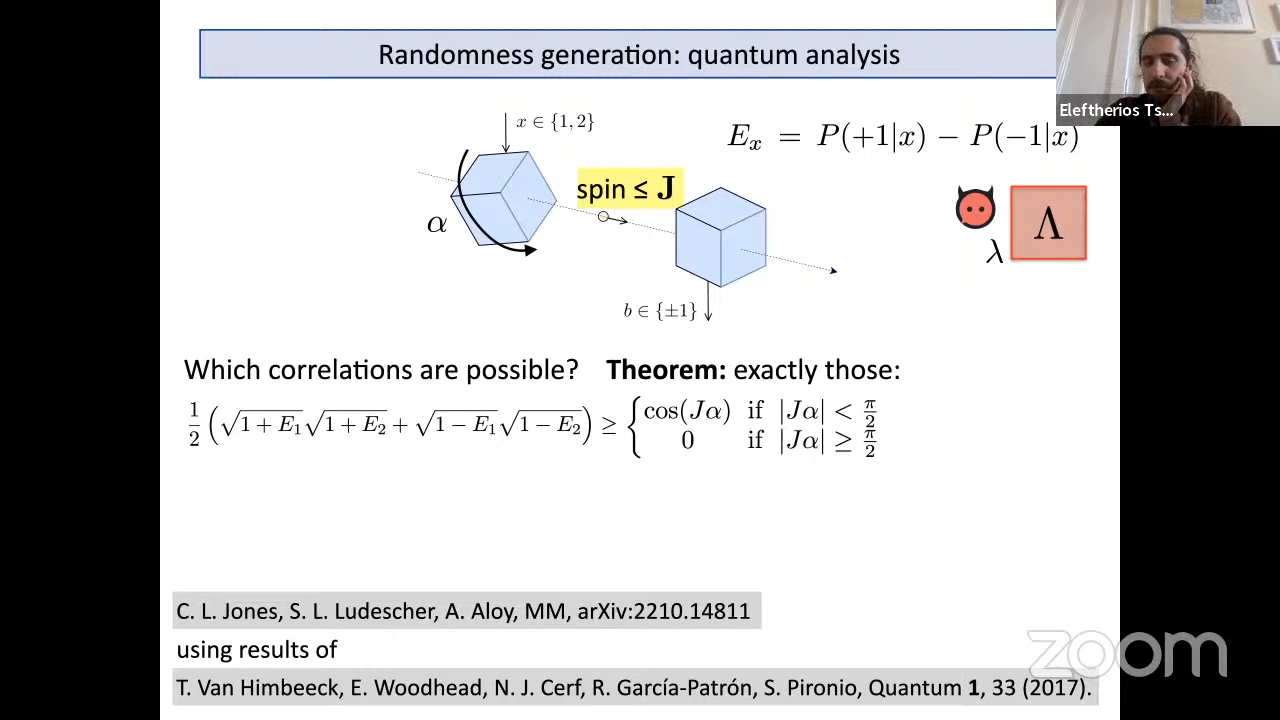 Randomness generation: quantum analysis
Eleftherios Ts...
x ∈ {1, 2}
E_x = P(+1|x) − P(−1|x)
spin ≤ J
α
Λ
λ
b ∈ {±1}
Which correlations are possible? Theorem: exactly those:
1/2 (√(1 + E_1) √(1 + E_2) + √(1 − E_1) √(1 − E_2)) ≥ { cos(Jα) if |Jα| < π/2
0 if |Jα| ≥ π/2
C. L. Jones, S. L. Ludescher, A. Aloy, MM, arXiv:2210.14811
using results of
T. Van Himbeeck, E. Woodhead, N. J. Cerf, R. García-Patrón, S. Pironio, Quantum 1, 33 (2017).
zoom